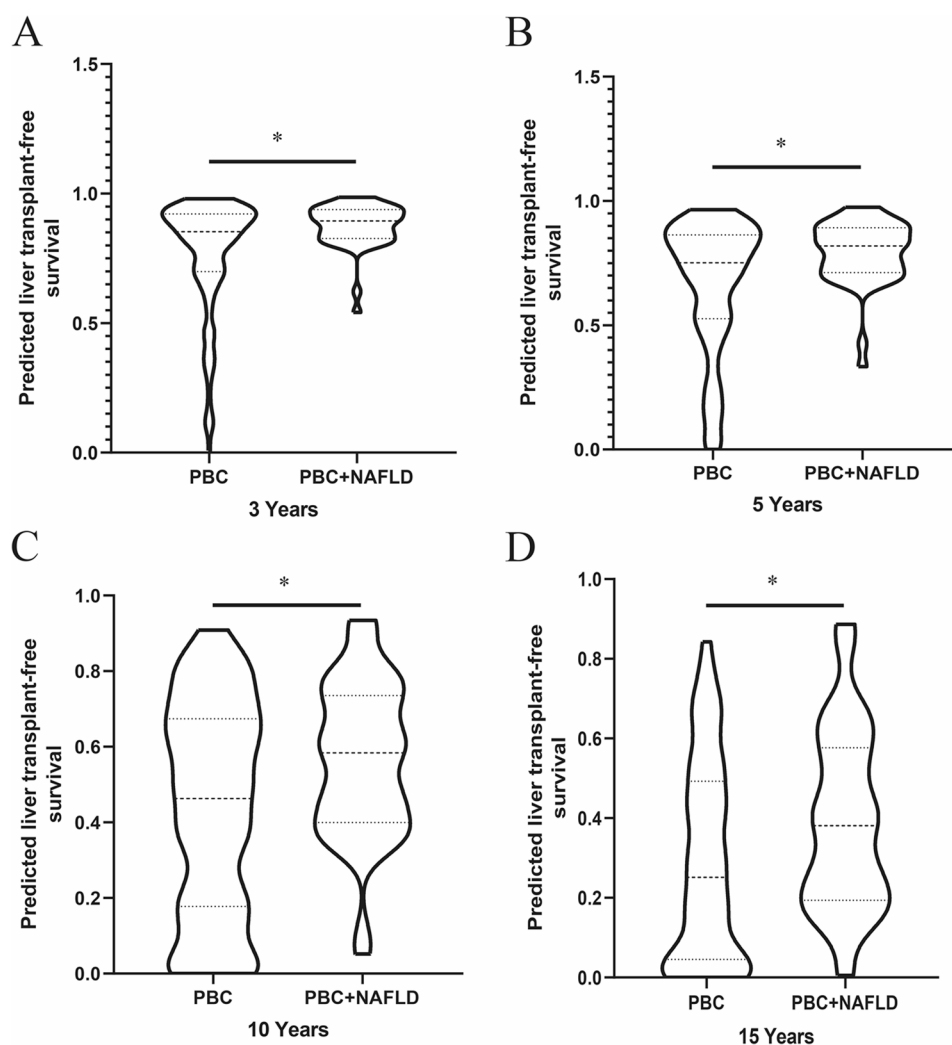 A
Predicted liver transplant-free
survival
1.5
1.0
0.5
0.0
*
PBC
PBC+NAFLD
3 Years
B
Predicted liver transplant-free
survival
1.5
1.0
0.5
0.0
*
PBC
PBC+NAFLD
5 Years
C
Predicted liver transplant-free
survival
1.0
0.8
0.6
0.4
0.2
0.0
*
PBC
PBC+NAFLD
10 Years
D
Predicted liver transplant-free
survival
1.0
0.8
0.6
0.4
0.2
0.0
*
PBC
PBC+NAFLD
15 Years